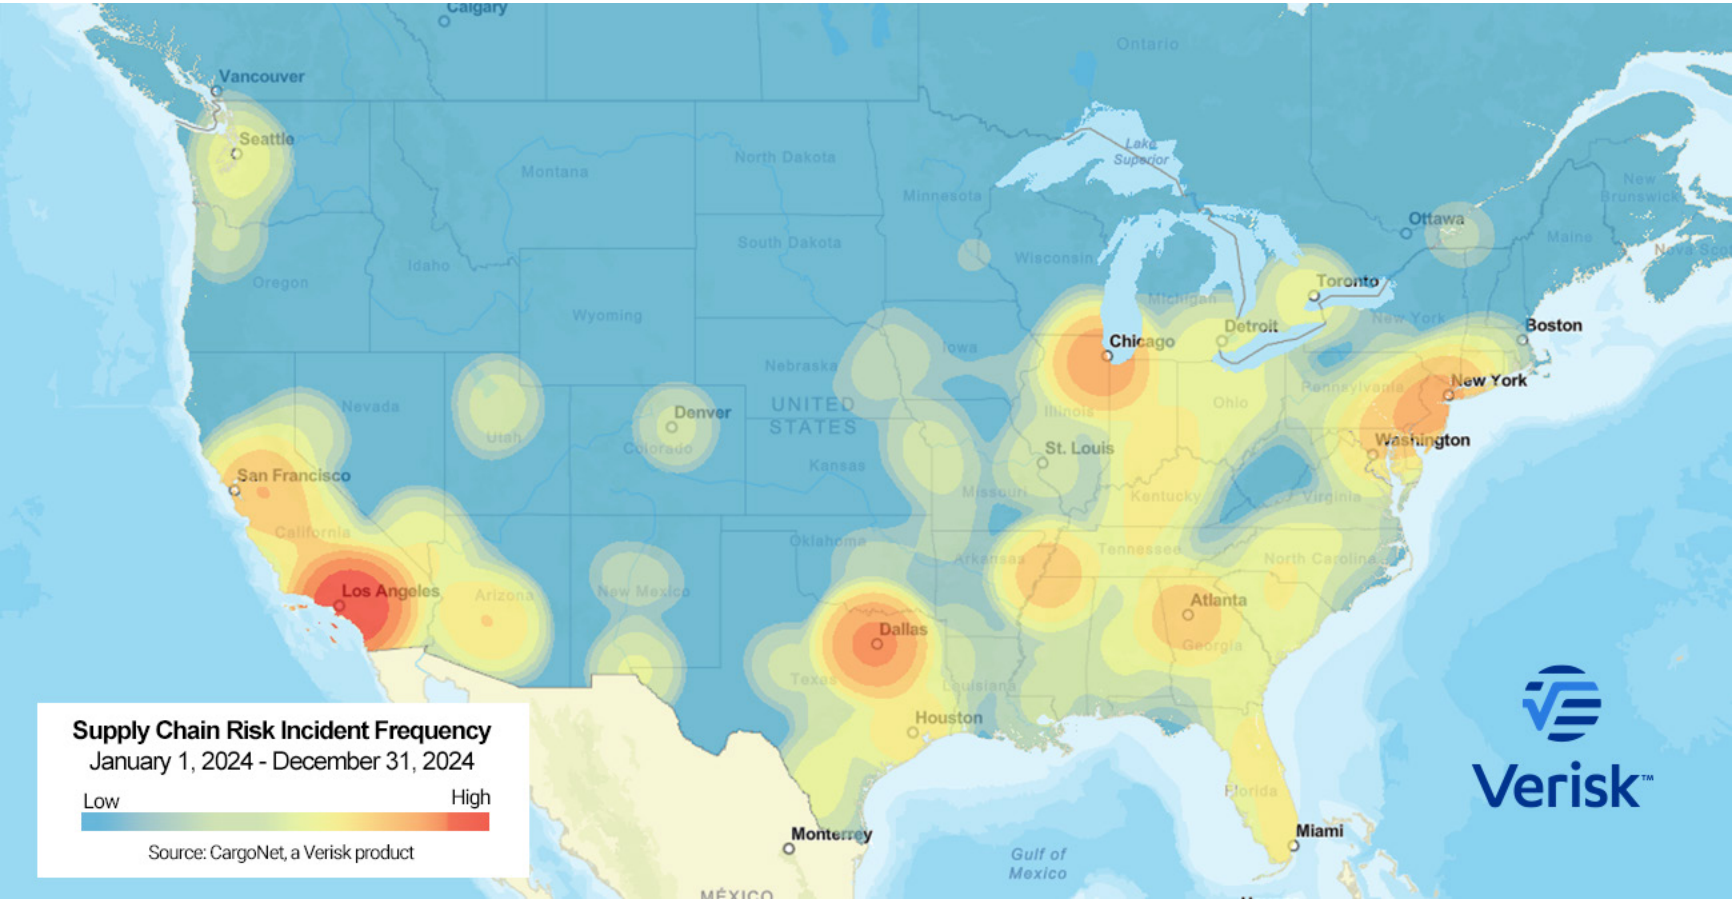 Calgary
Ontario
Vancouver
Seattle
Lake
Superior
North Dakota
Montana
Minnesota
New
Brunswick
Ottawa
Maine
Nova Sco
South Dakota
Wisconsin
Idaho
Oregon
Toronto
Michigan
Wyoming
New York
Detroit
Boston
Chicago
Iowa
Nebraska
New York
Pennsylvania
Nevada
UNITED
STATES
Denver
Illinois
Ohio
Utah
Colorado
St. Louis
Washington
Kansas
San Francisco
Missouri
Kentucky
Virginia
California
Oklahoma
Tennessee
Arkansas
North Carolina
Los Angeles
Arizona
New Mexico
Atlanta
Dallas
Georgia
Texas
Louisiana
Houston
Supply Chain Risk Incident Frequency
January 1, 2024 - December 31, 2024
Low
High
Source: CargoNet, a Verisk product
Verisk™
Florida
Monterrey
Miami
Gulf of
Mexico
MÉXICO